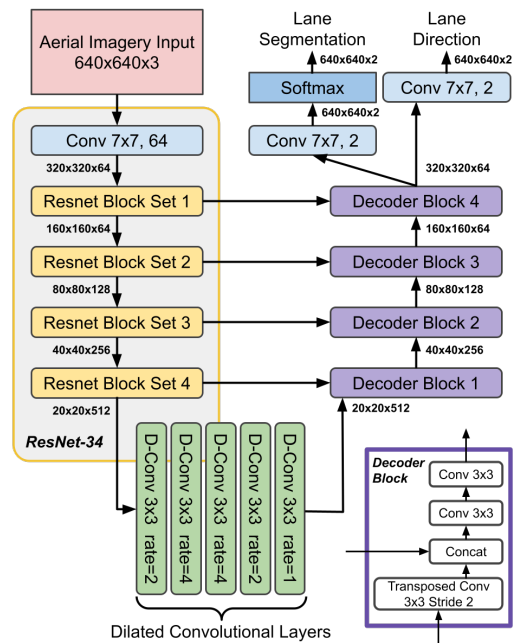 Aerial Imagery Input
640x640x3
Conv 7x7, 64
320x320x64
Resnet Block Set 1
160x160x64
Resnet Block Set 2
80x80x128
Resnet Block Set 3
40x40x256
Resnet Block Set 4
20x20x512
ResNet-34
D-Conv 3x3 rate=2
D-Conv 3x3 rate=4
D-Conv 3x3 rate=4
D-Conv 3x3 rate=2
D-Conv 3x3 rate=1
Dilated Convolutional Layers
Lane
Segmentation
640x640x2
Softmax
640x640x2
Conv 7x7, 2
Lane
Direction
640x640x2
Conv 7x7, 2
320x320x64
Decoder Block 4
160x160x64
Decoder Block 3
80x80x128
Decoder Block 2
40x40x256
Decoder Block 1
20x20x512
Decoder
Block
Conv 3x3
Conv 3x3
Concat
Transposed Conv
3x3 Stride 2